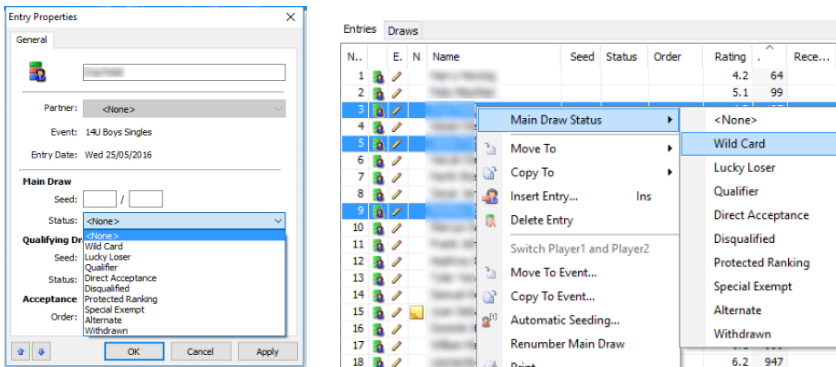 Entry Properties
General
Partner: <None>
Event: 14U Boys Singles
Entry Date: Wed 25/05/2016
Main Draw
Seed: /
Status: <None>
<None>
Qualifying Dr
Wild Card
Seed: Lucky Loser
Qualifier
Status: Direct Acceptance
Disqualified
Acceptance Protected Ranking
Special Exempt
Order: Alternate
Withdrawn
OK Cancel Apply
Entries Draws
N.. E. N Name Seed Status Order Rating . Rece...
1 4.2 64
2 5.1 99
3
4
5
6
7
8
9
10
11
12
13
14
15
16
17
18 6.2 947
Main Draw Status
Move To
Copy To
Insert Entry... Ins
Delete Entry
Switch Player1 and Player2
Move To Event...
Copy To Event...
Automatic Seeding...
Renumber Main Draw
<None>
Wild Card
Lucky Loser
Qualifier
Direct Acceptance
Disqualified
Protected Ranking
Special Exempt
Alternate
Withdrawn